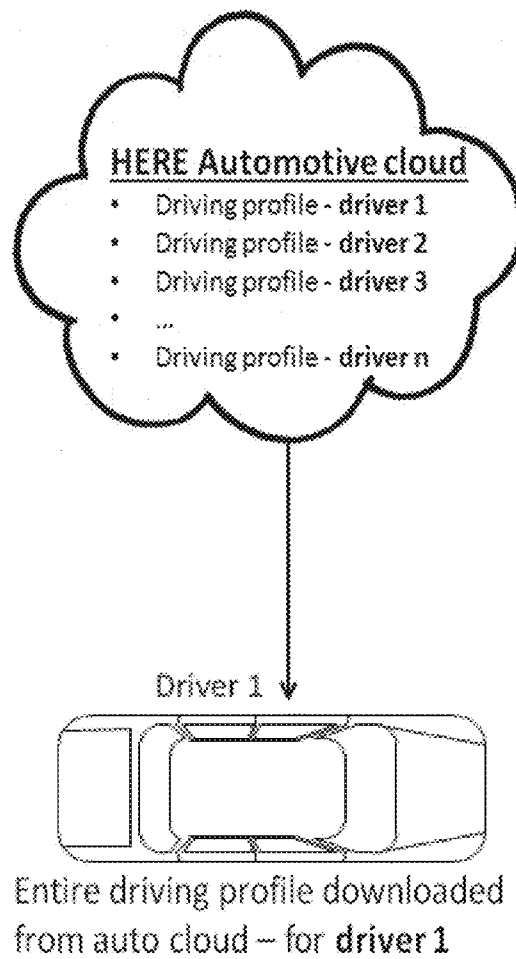 HERE Automotive cloud
• Driving profile - driver 1
• Driving profile - driver 2
• Driving profile - driver 3
• ...
• Driving profile - driver n
Driver 1
Entire driving profile downloaded
from auto cloud – for driver 1